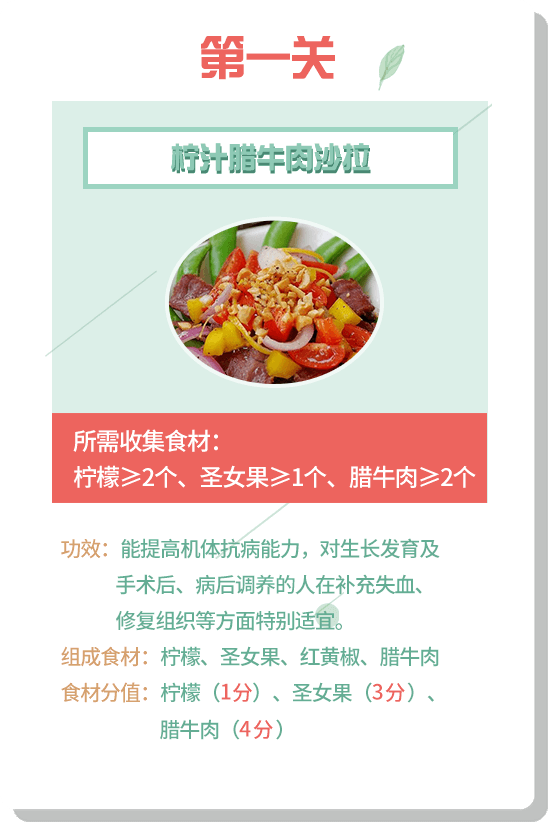 第一关
柠汁腊牛肉沙拉
所需收集食材：
柠檬≥2个、圣女果≥1个、腊牛肉≥2个
功效：能提高机体抗病能力，对生长发育及
手术后、病后调养的人在补充失血、
修复组织等方面特别适宜。
组成食材：柠檬、圣女果、红黄椒、腊牛肉
食材分值：柠檬（1分）、圣女果（3分）、
腊牛肉（4分）